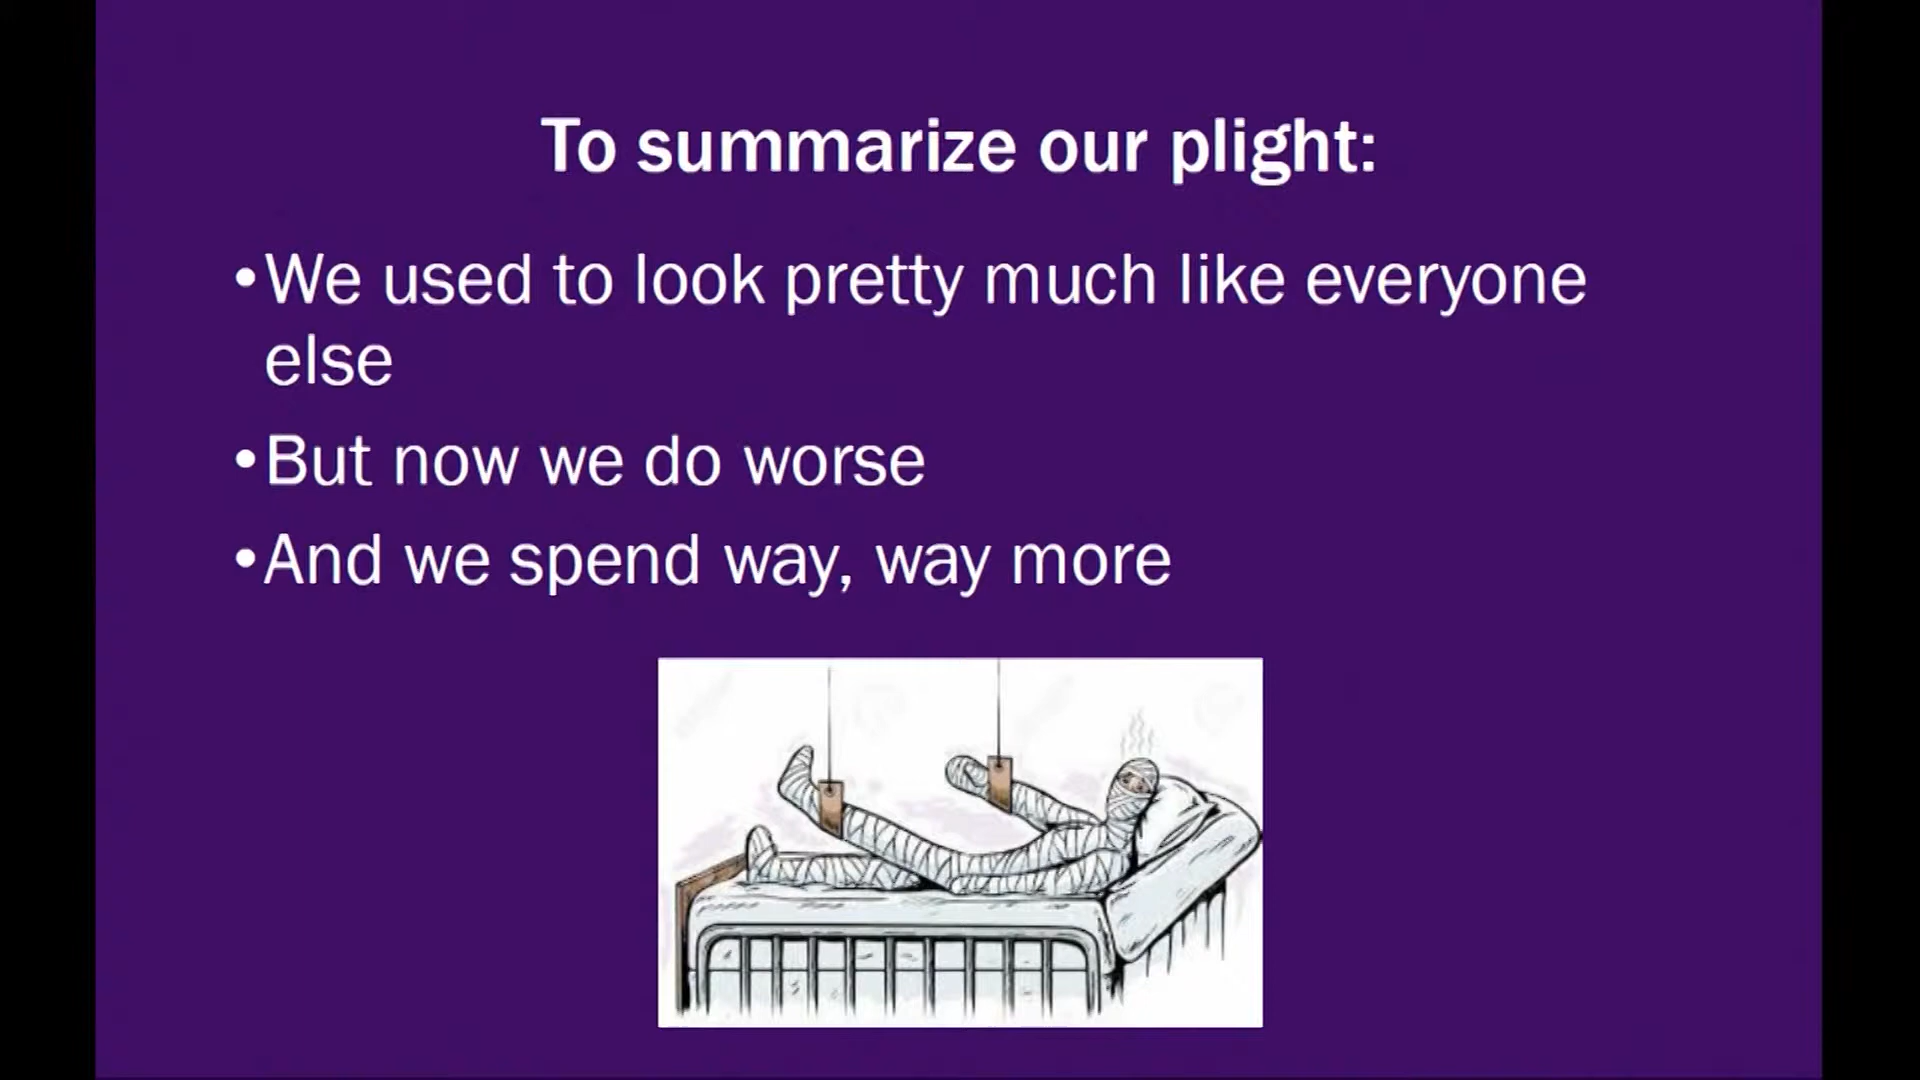 To summarize our plight:
•We used to look pretty much like everyone
else
•But now we do worse
•And we spend way, way more